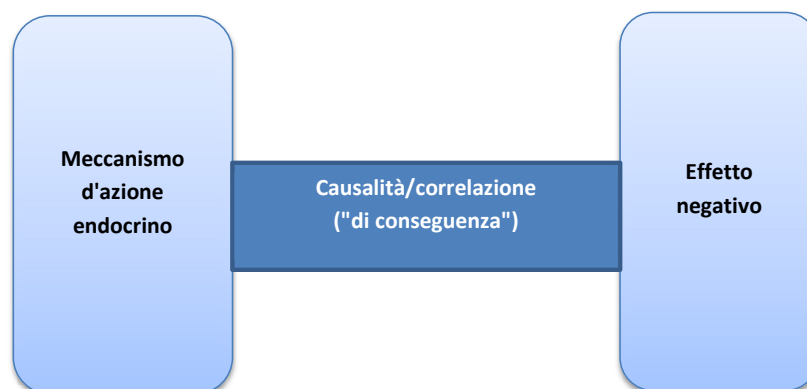 Meccanismo
d'azione
endocrino
Causalità/correlazione
("di conseguenza")
Effetto
negativo